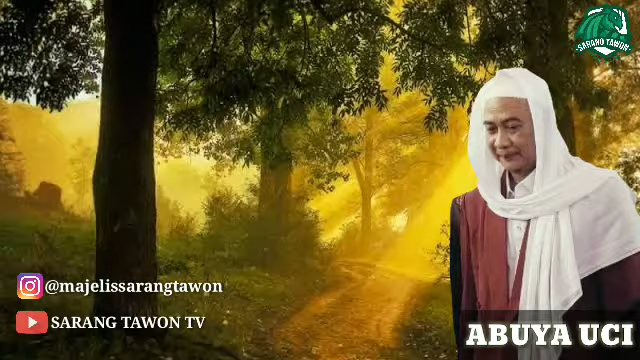 SARANG TAWON
@majelissarangtawon
SARANG TAWON TV
ABUYA UCI